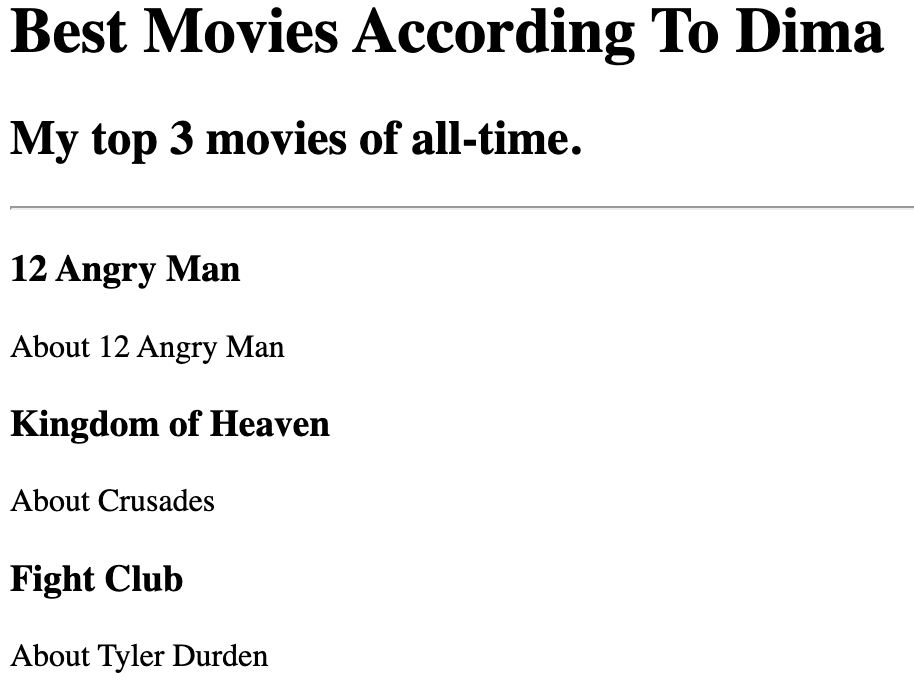 Best Movies According To Dima
My top 3 movies of all-time.
12 Angry Man
About 12 Angry Man
Kingdom of Heaven
About Crusades
Fight Club
About Tyler Durden